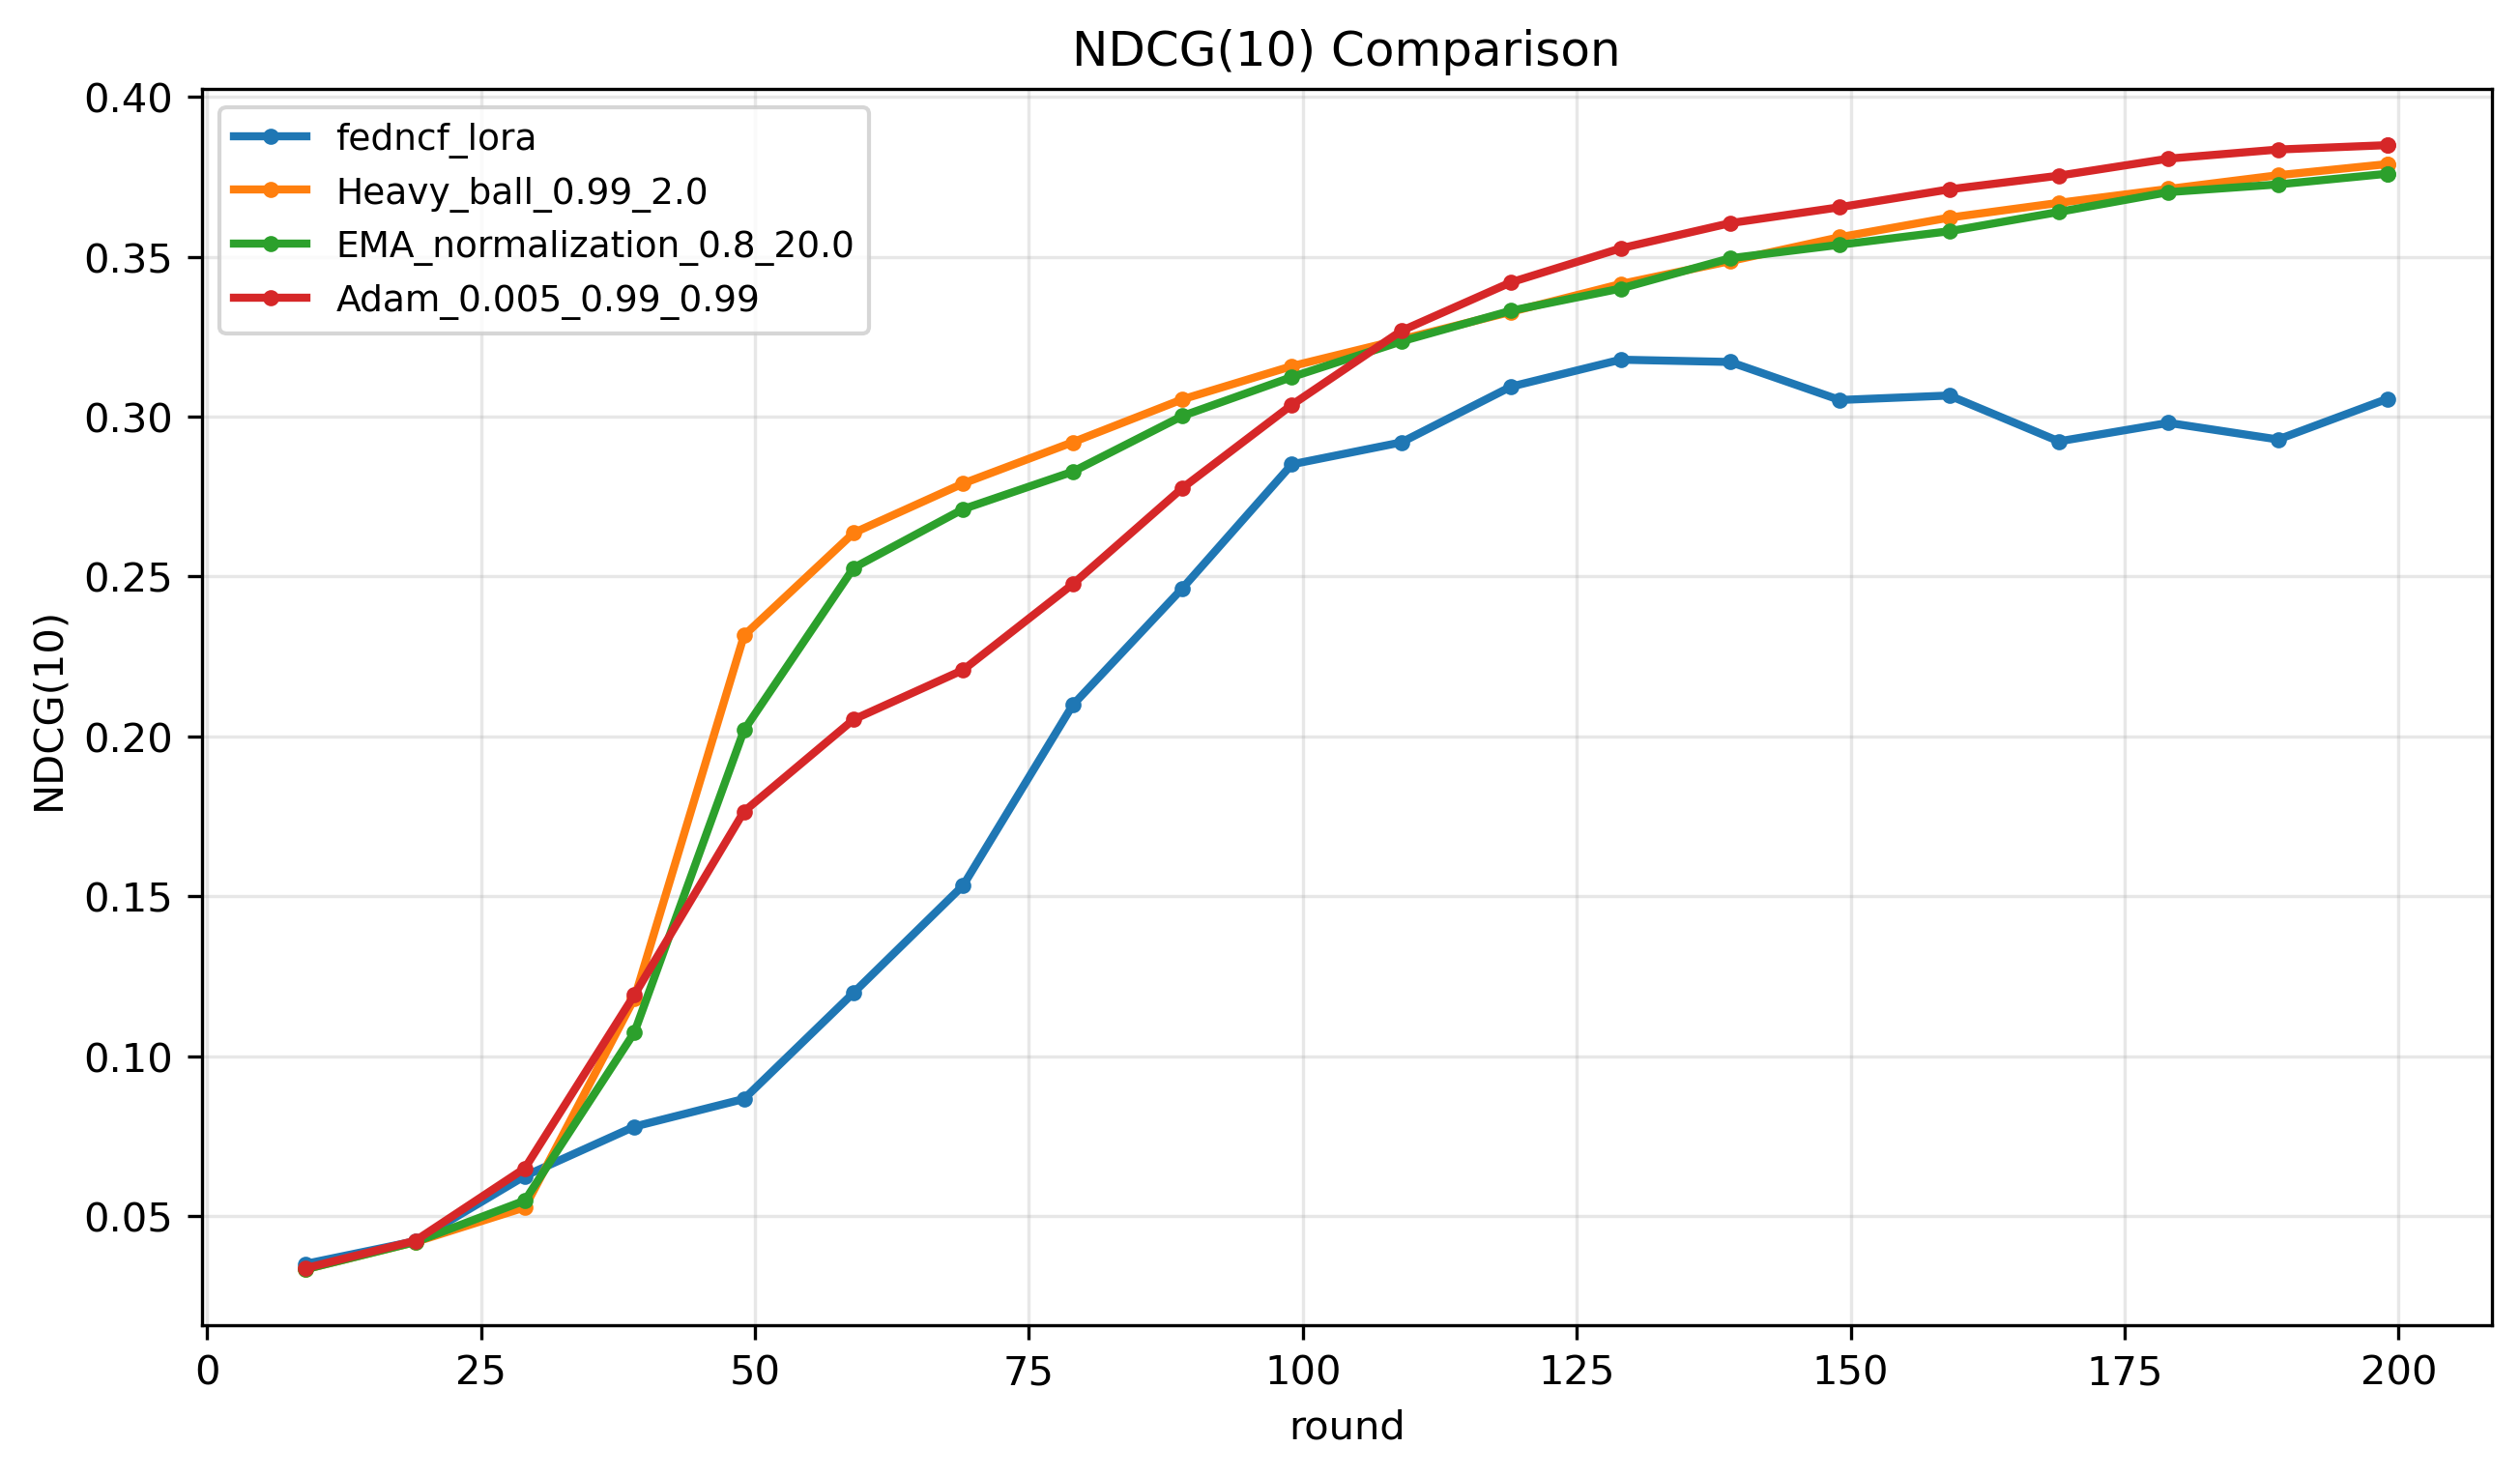 NDCG(10) Comparison
0.40
0.35
0.30
0.25
0.20
0.15
0.10
0.05
NDCG(10)
fedncf_lora
Heavy_ball_0.99_2.0
EMA_normalization_0.8_20.0
Adam_0.005_0.99_0.99
0 25 50 75 100 125 150 175 200
round